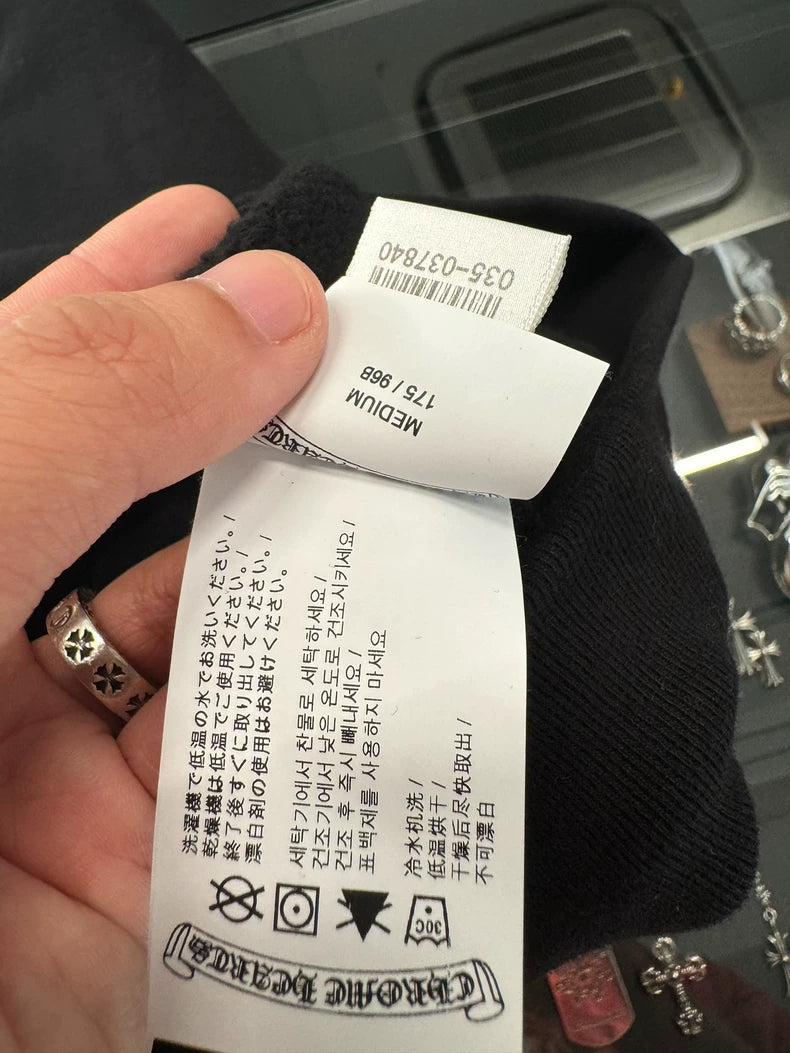 035-037840
MEDIUM
175 / 96B
洗濯機で低温の水でお洗いください。/
乾燥機は低温でご使用ください。/
終了後すぐに取り出してください。/
漂白剤の使用はお避けください。
세탁기에서 찬물로 세탁하세요 /
건조기에서 낮은 온도로 건조시키세요 /
건조 후 즉시 빼내세요 /
표백제를 사용하지 마세요
冷水机洗 /
低温烘干 /
干燥后尽快取出 /
不可漂白
30C
CHROME HEARTS